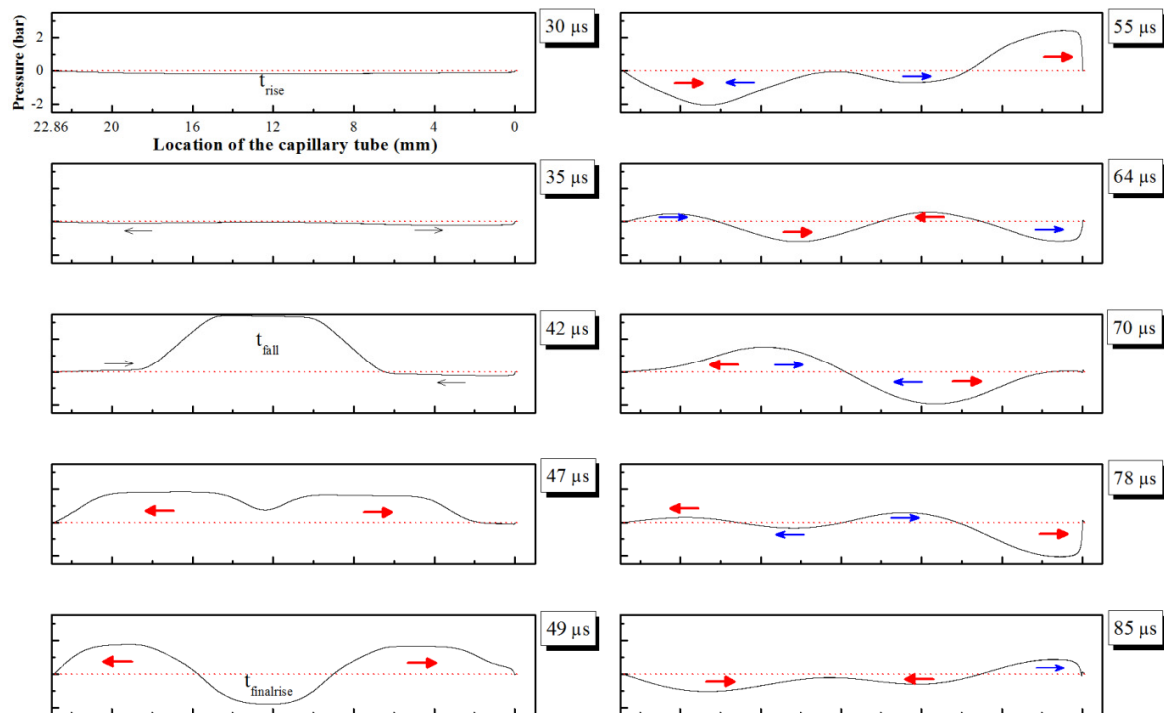 Pressure (bar)
2
0
-2
t_rise
30 μs
22.86 20 16 12 8 4 0
Location of the capillary tube (mm)
35 μs
t_fall
42 μs
47 μs
t_finalrise
49 μs
55 μs
64 μs
70 μs
78 μs
85 μs